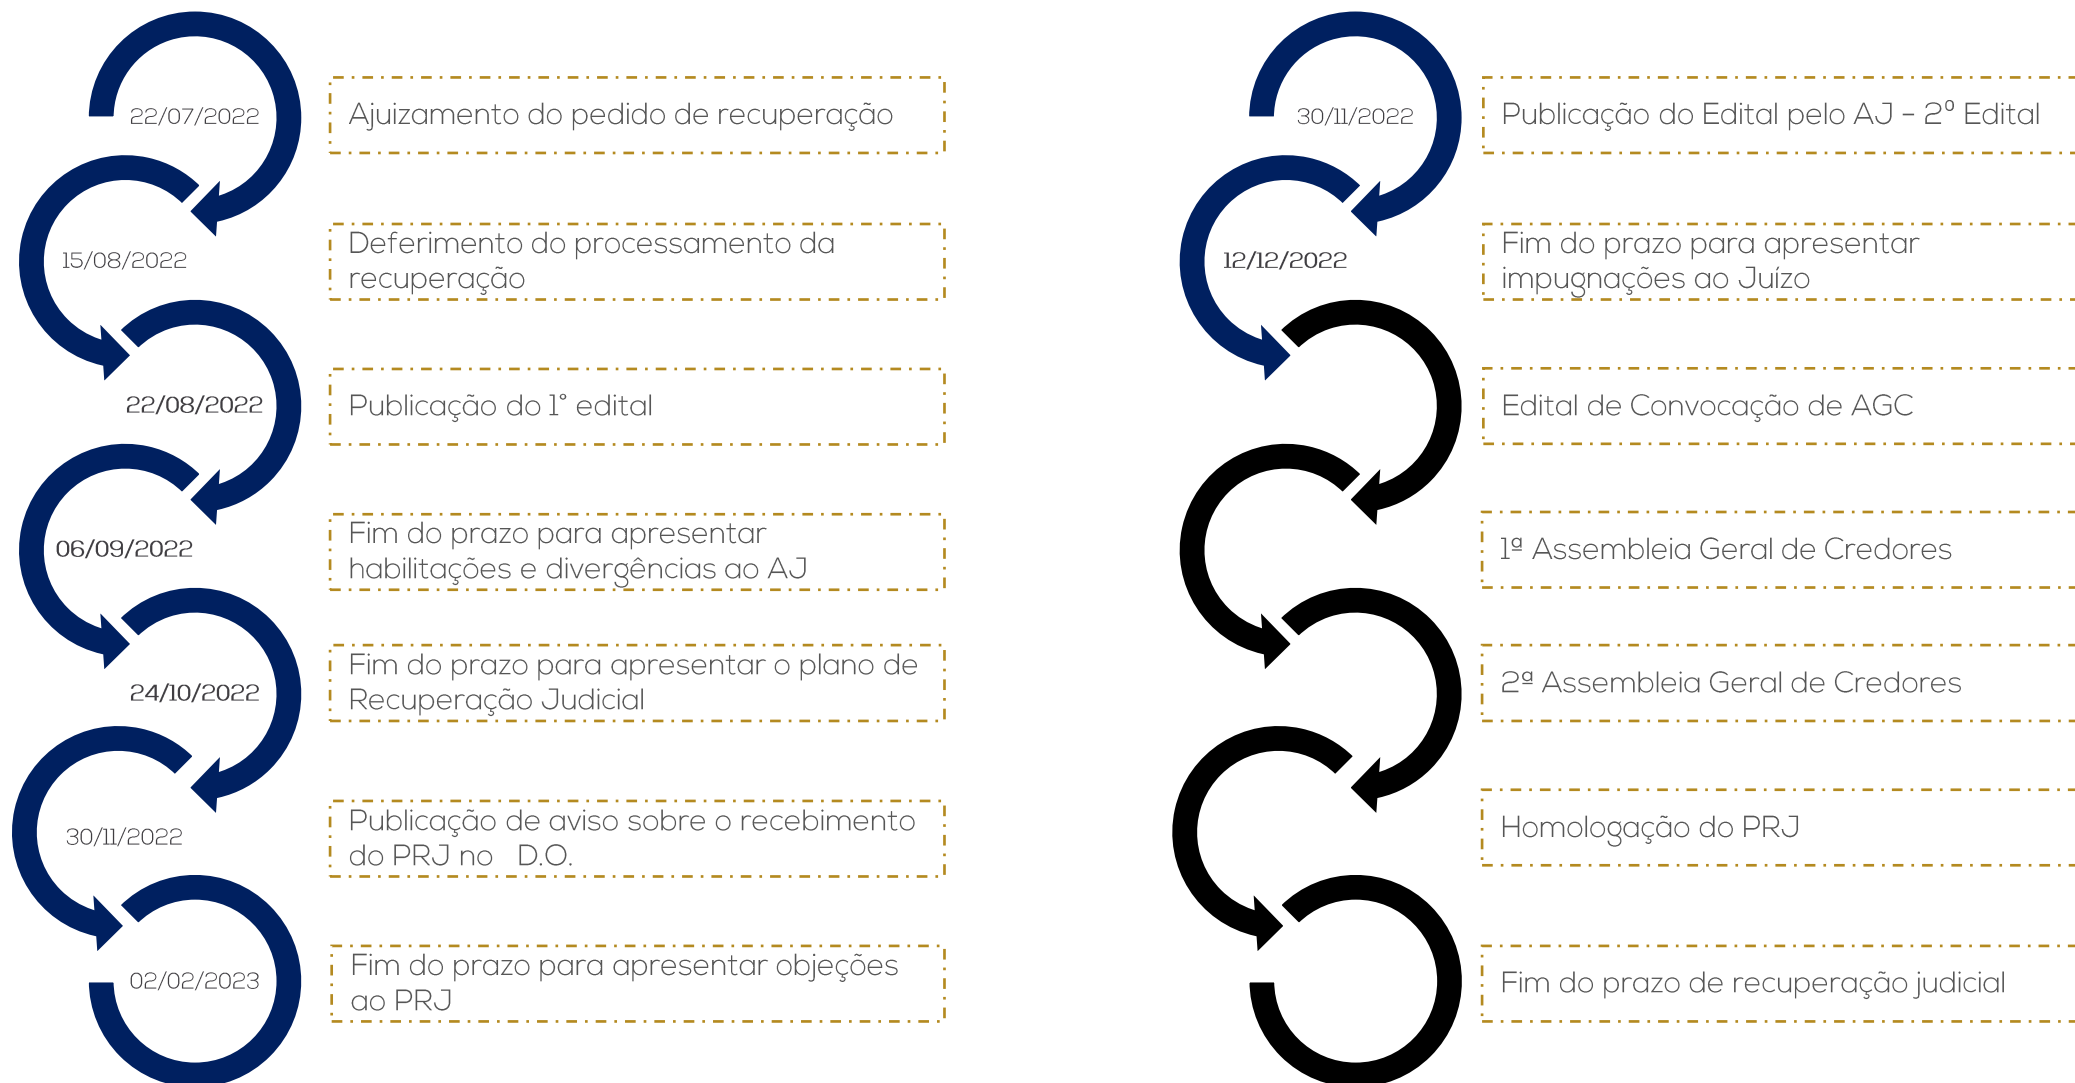 22/07/2022
Ajuizamento do pedido de recuperação
15/08/2022
Deferimento do processamento da
recuperação
22/08/2022
Publicação do 1° edital
06/09/2022
Fim do prazo para apresentar
habilitações e divergências ao AJ
24/10/2022
Fim do prazo para apresentar o plano de
Recuperação Judicial
30/11/2022
Publicação de aviso sobre o recebimento
do PRJ no D.O.
02/02/2023
Fim do prazo para apresentar objeções
ao PRJ
30/11/2022
Publicação do Edital pelo AJ - 2º Edital
12/12/2022
Fim do prazo para apresentar
impugnações ao Juízo
Edital de Convocação de AGC
1ª Assembleia Geral de Credores
2ª Assembleia Geral de Credores
Homologação do PRJ
Fim do prazo de recuperação judicial